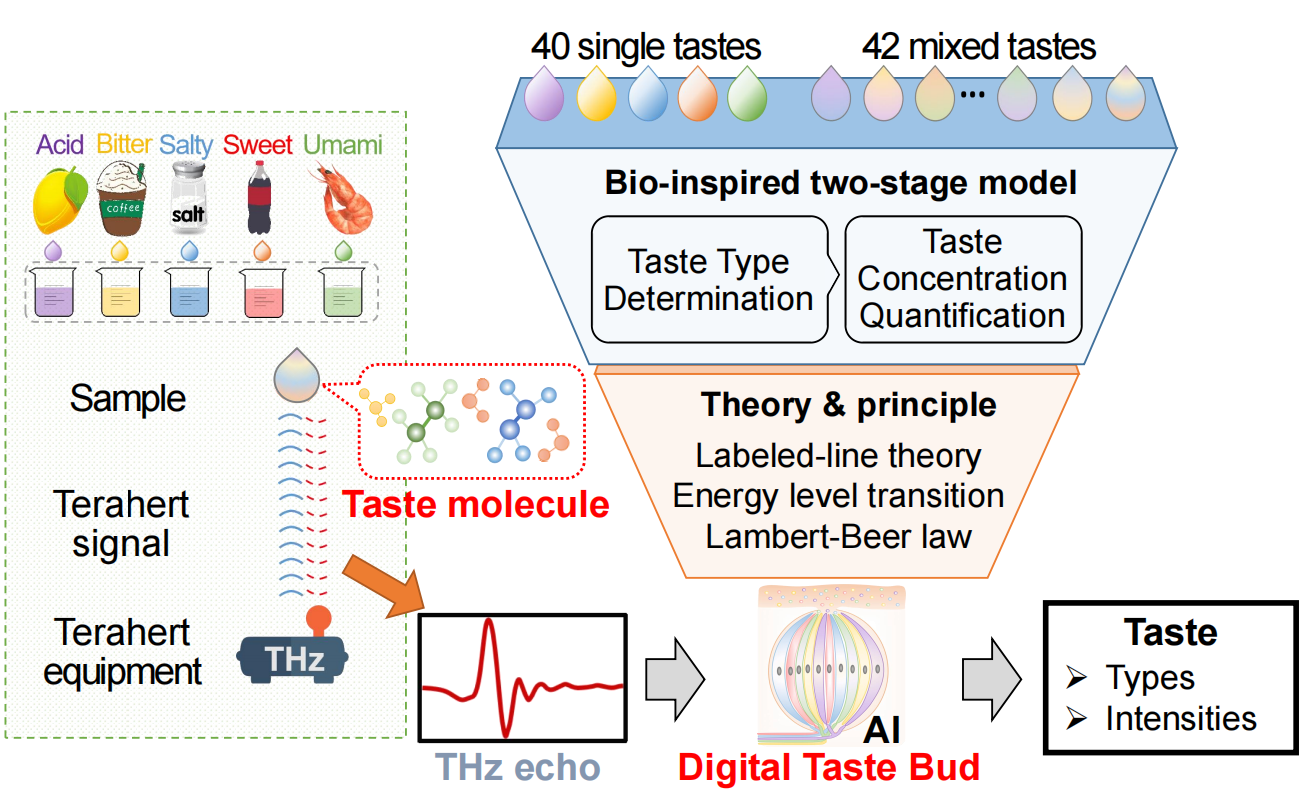 40 single tastes
42 mixed tastes
...
Acid Bitter Salty Sweet Umami
coffee
salt
Bio-inspired two-stage model
Taste Type
Determination
Taste
Concentration
Quantification
Sample
Taste molecule
Terahert
signal
Terahert
equipment
THz
Theory & principle
Labeled-line theory
Energy level transition
Lambert-Beer law
THz echo
AI
Digital Taste Bud
Taste
➢ Types
➢ Intensities